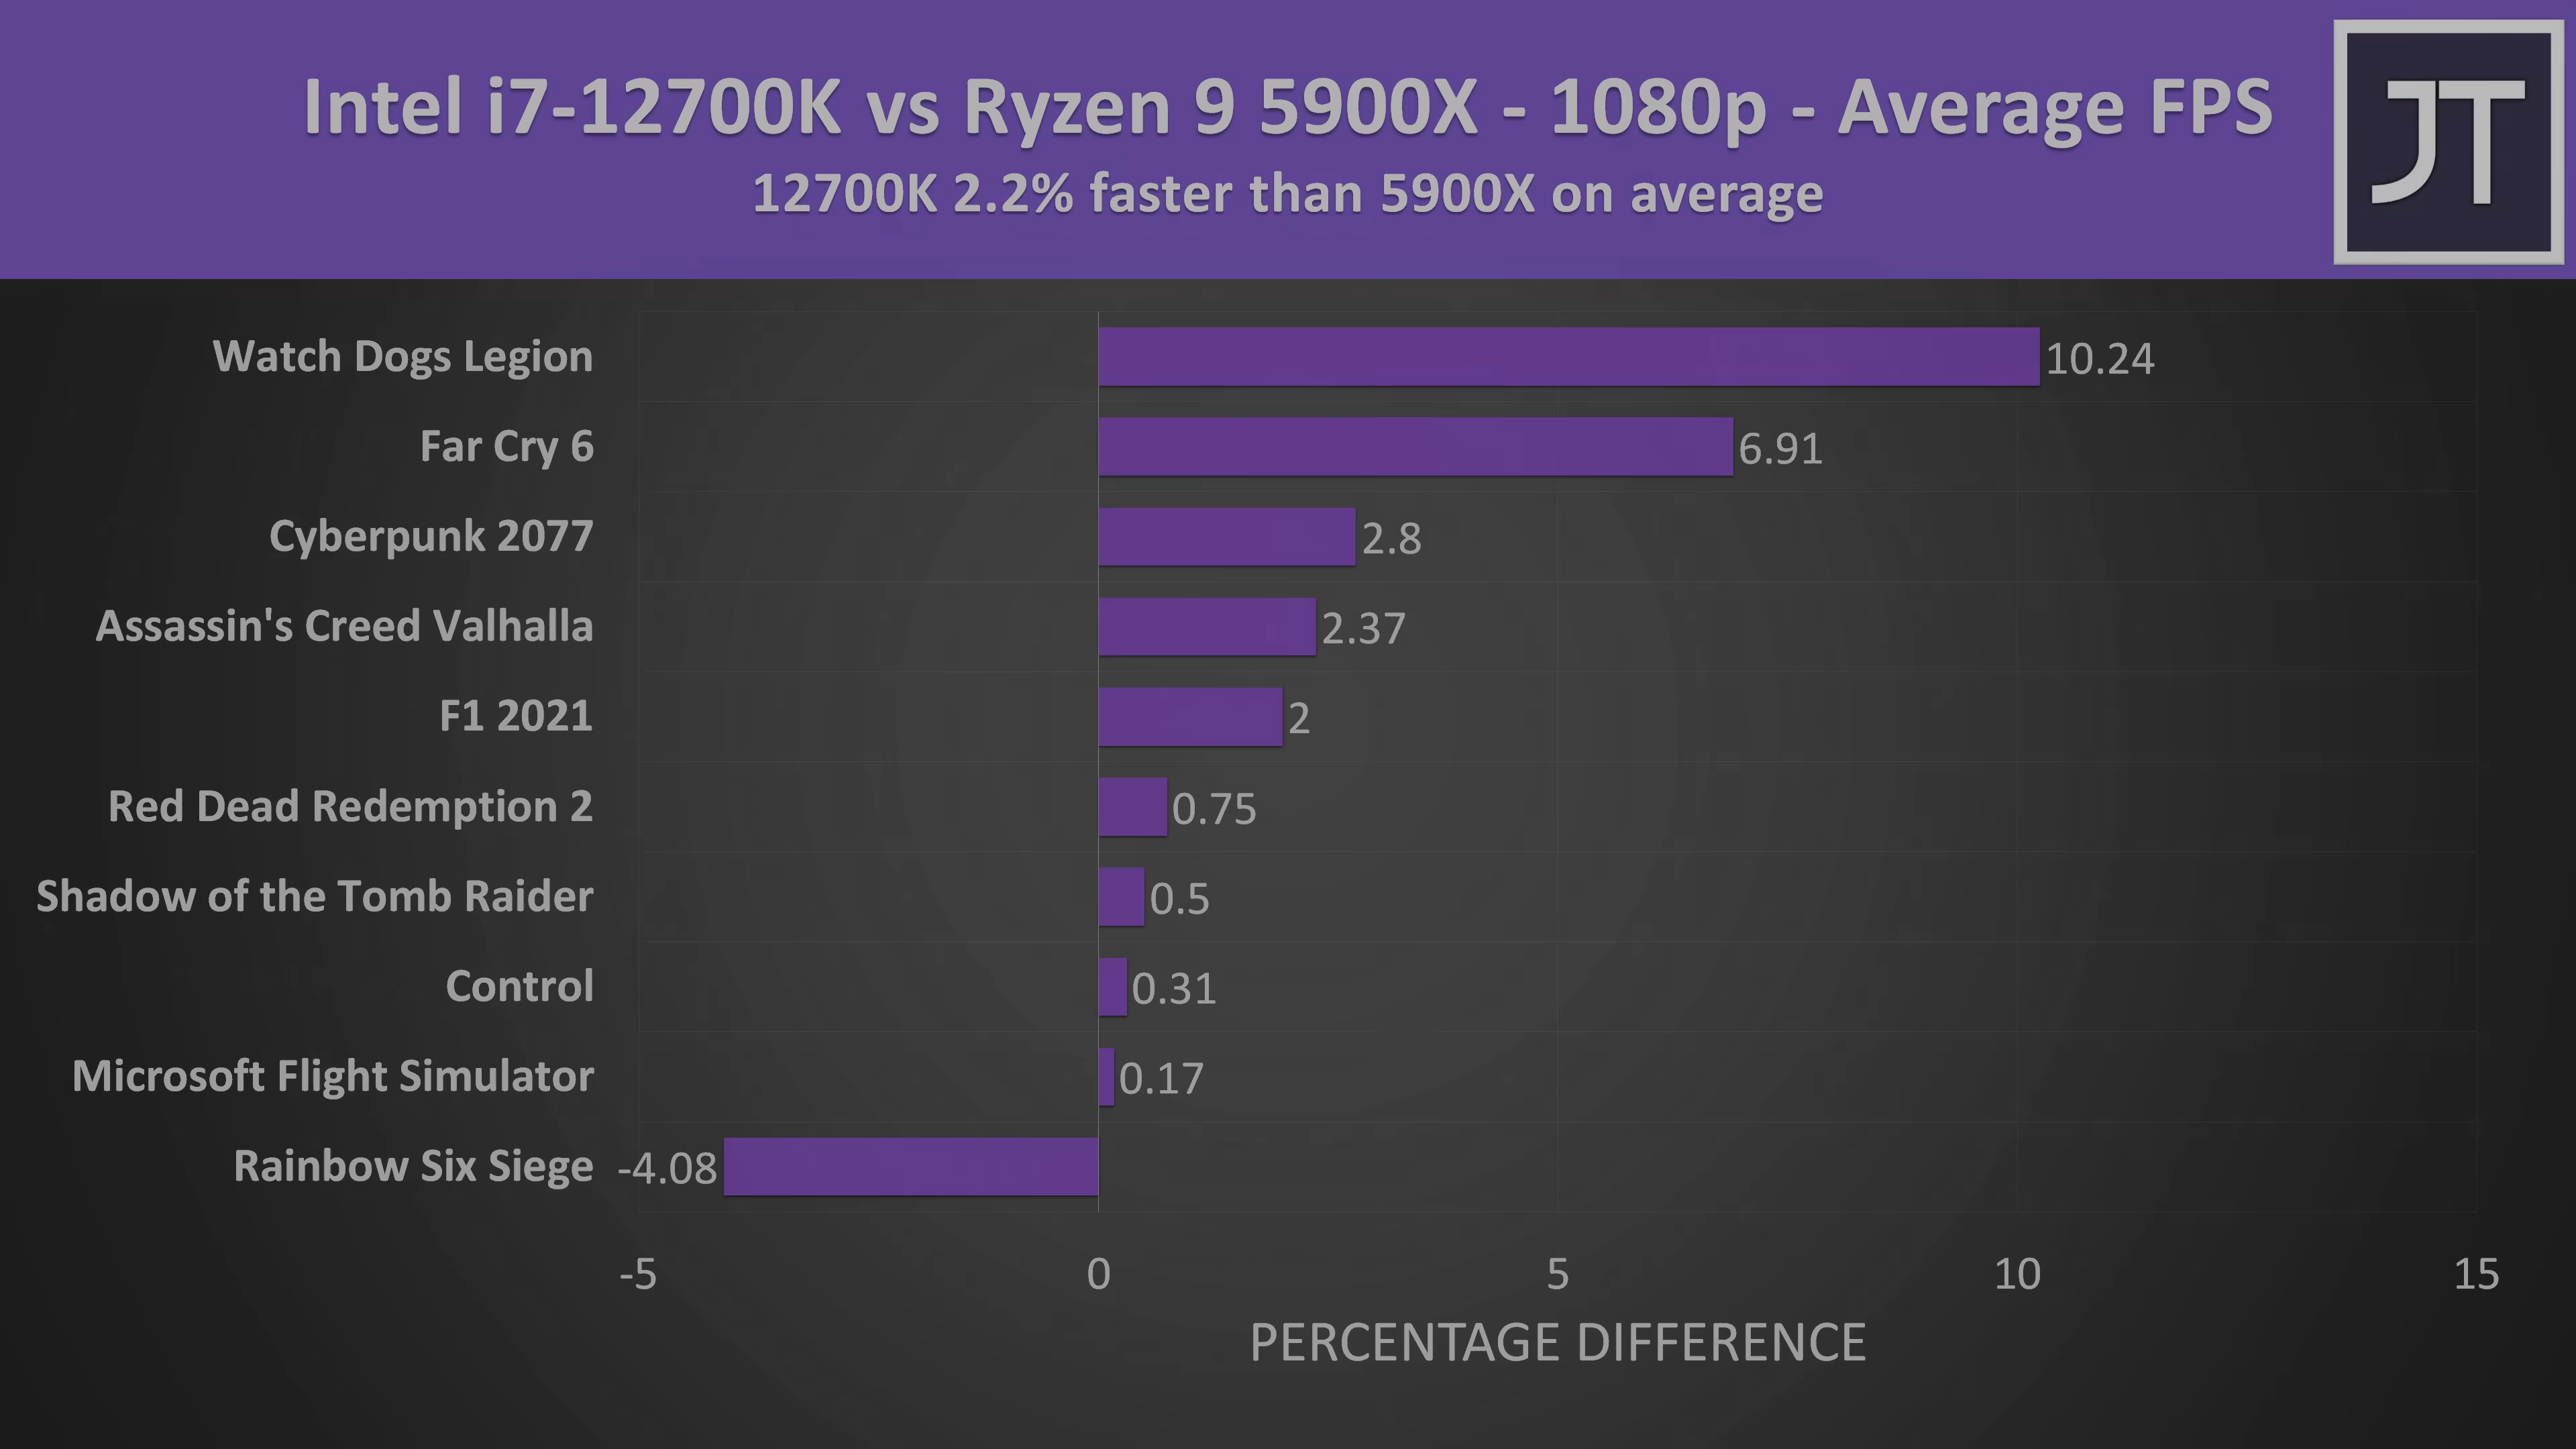 Intel i7-12700K vs Ryzen 9 5900X - 1080p - Average FPS
12700K 2.2% faster than 5900X on average
JT
Watch Dogs Legion 10.24
Far Cry 6 6.91
Cyberpunk 2077 2.8
Assassin's Creed Valhalla 2.37
F1 2021 2
Red Dead Redemption 2 0.75
Shadow of the Tomb Raider 0.5
Control 0.31
Microsoft Flight Simulator 0.17
Rainbow Six Siege -4.08
-5 0 5 10 15
PERCENTAGE DIFFERENCE